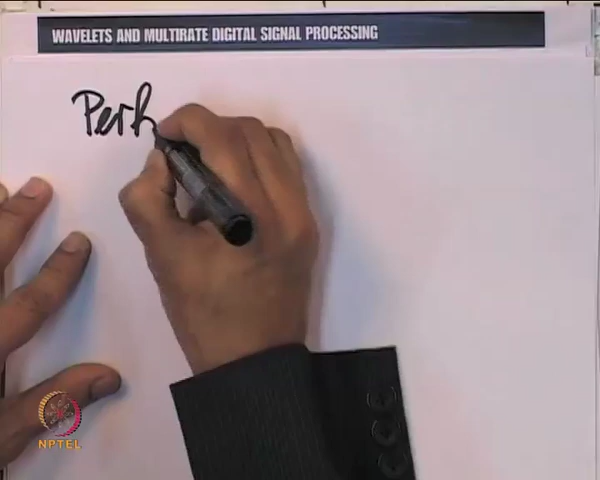 WAVELETS AND MULTIRATE DIGITAL SIGNAL PROCESSING
Perh
NPTEL